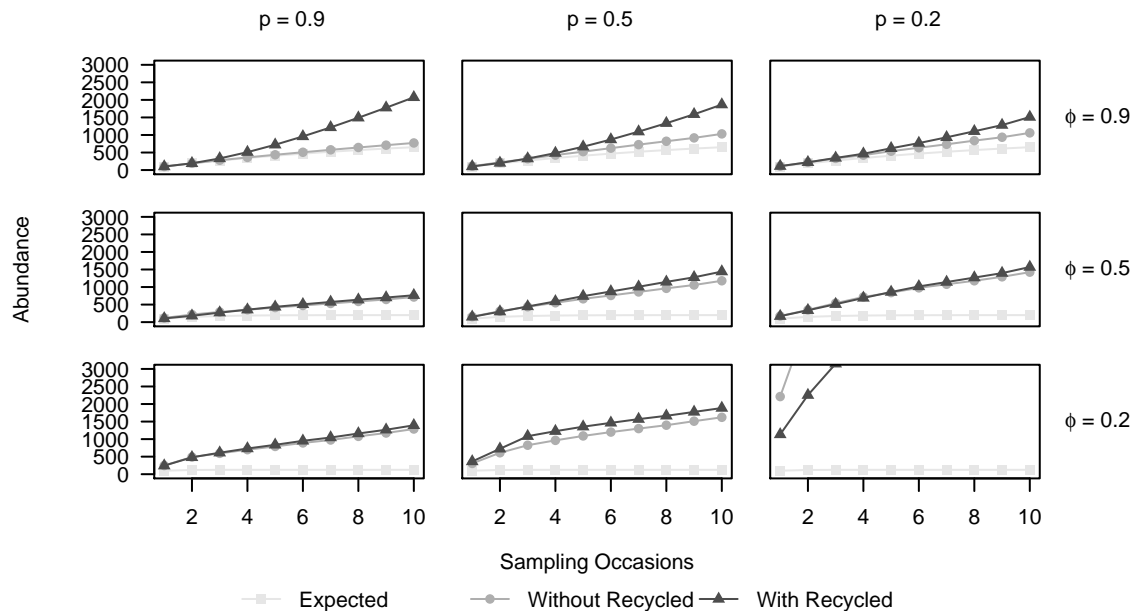 p = 0.9 p = 0.5 p = 0.2
3000
2500
2000
1500
1000
500
0
ϕ = 0.9
3000
2500
2000
1500
1000
500
0
ϕ = 0.5
Abundance
3000
2500
2000
1500
1000
500
0
ϕ = 0.2
2 4 6 8 10 2 4 6 8 10 2 4 6 8 10
Sampling Occasions
Expected Without Recycled With Recycled